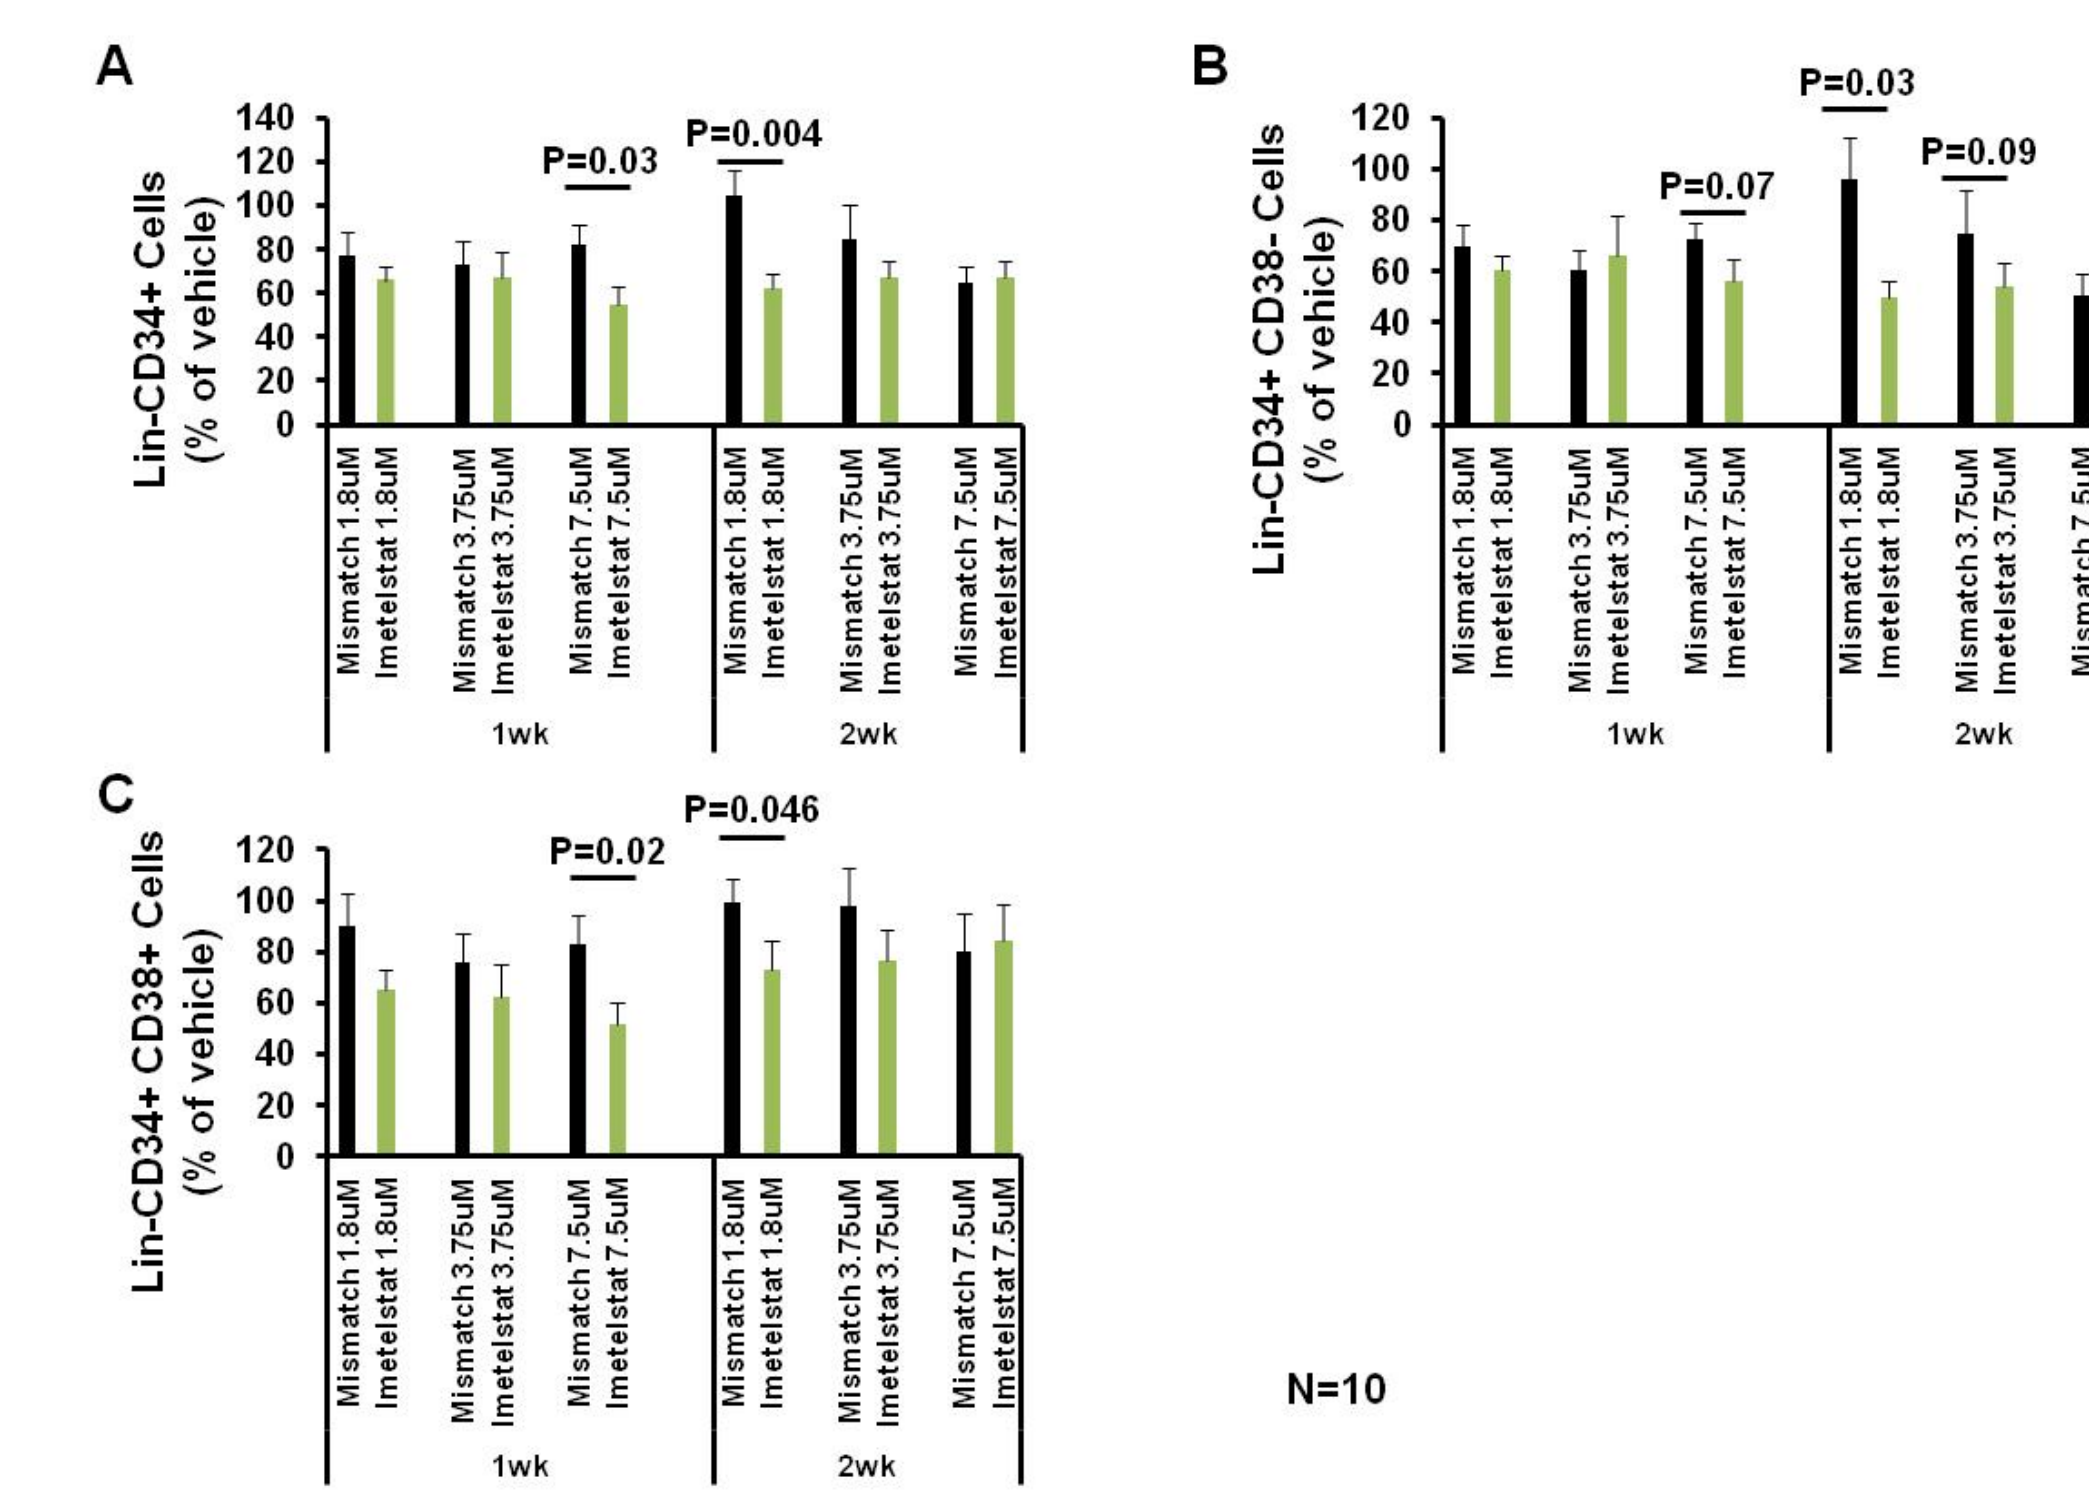 A
Lin-CD34+ Cells
(% of vehicle)
140
120
100
80
60
40
20
0
P=0.03
P=0.004
Mismatch 1.8uM
Imetelstat 1.8uM
Mismatch 3.75uM
Imetelstat 3.75uM
Mismatch 7.5uM
Imetelstat 7.5uM
Mismatch 1.8uM
Imetelstat 1.8uM
Mismatch 3.75uM
Imetelstat 3.75uM
Mismatch 7.5uM
Imetelstat 7.5uM
1wk
2wk
B
Lin-CD34+ CD38- Cells
(% of vehicle)
120
100
80
60
40
20
0
P=0.07
P=0.03
P=0.09
Mismatch 1.8uM
Imetelstat 1.8uM
Mismatch 3.75uM
Imetelstat 3.75uM
Mismatch 7.5uM
Imetelstat 7.5uM
Mismatch 1.8uM
Imetelstat 1.8uM
Mismatch 3.75uM
Imetelstat 3.75uM
Mismatch 7.5uM
1wk
2wk
C
Lin-CD34+ CD38+ Cells
(% of vehicle)
120
100
80
60
40
20
0
P=0.02
P=0.046
Mismatch 1.8uM
Imetelstat 1.8uM
Mismatch 3.75uM
Imetelstat 3.75uM
Mismatch 7.5uM
Imetelstat 7.5uM
Mismatch 1.8uM
Imetelstat 1.8uM
Mismatch 3.75uM
Imetelstat 3.75uM
Mismatch 7.5uM
Imetelstat 7.5uM
1wk
2wk
N=10